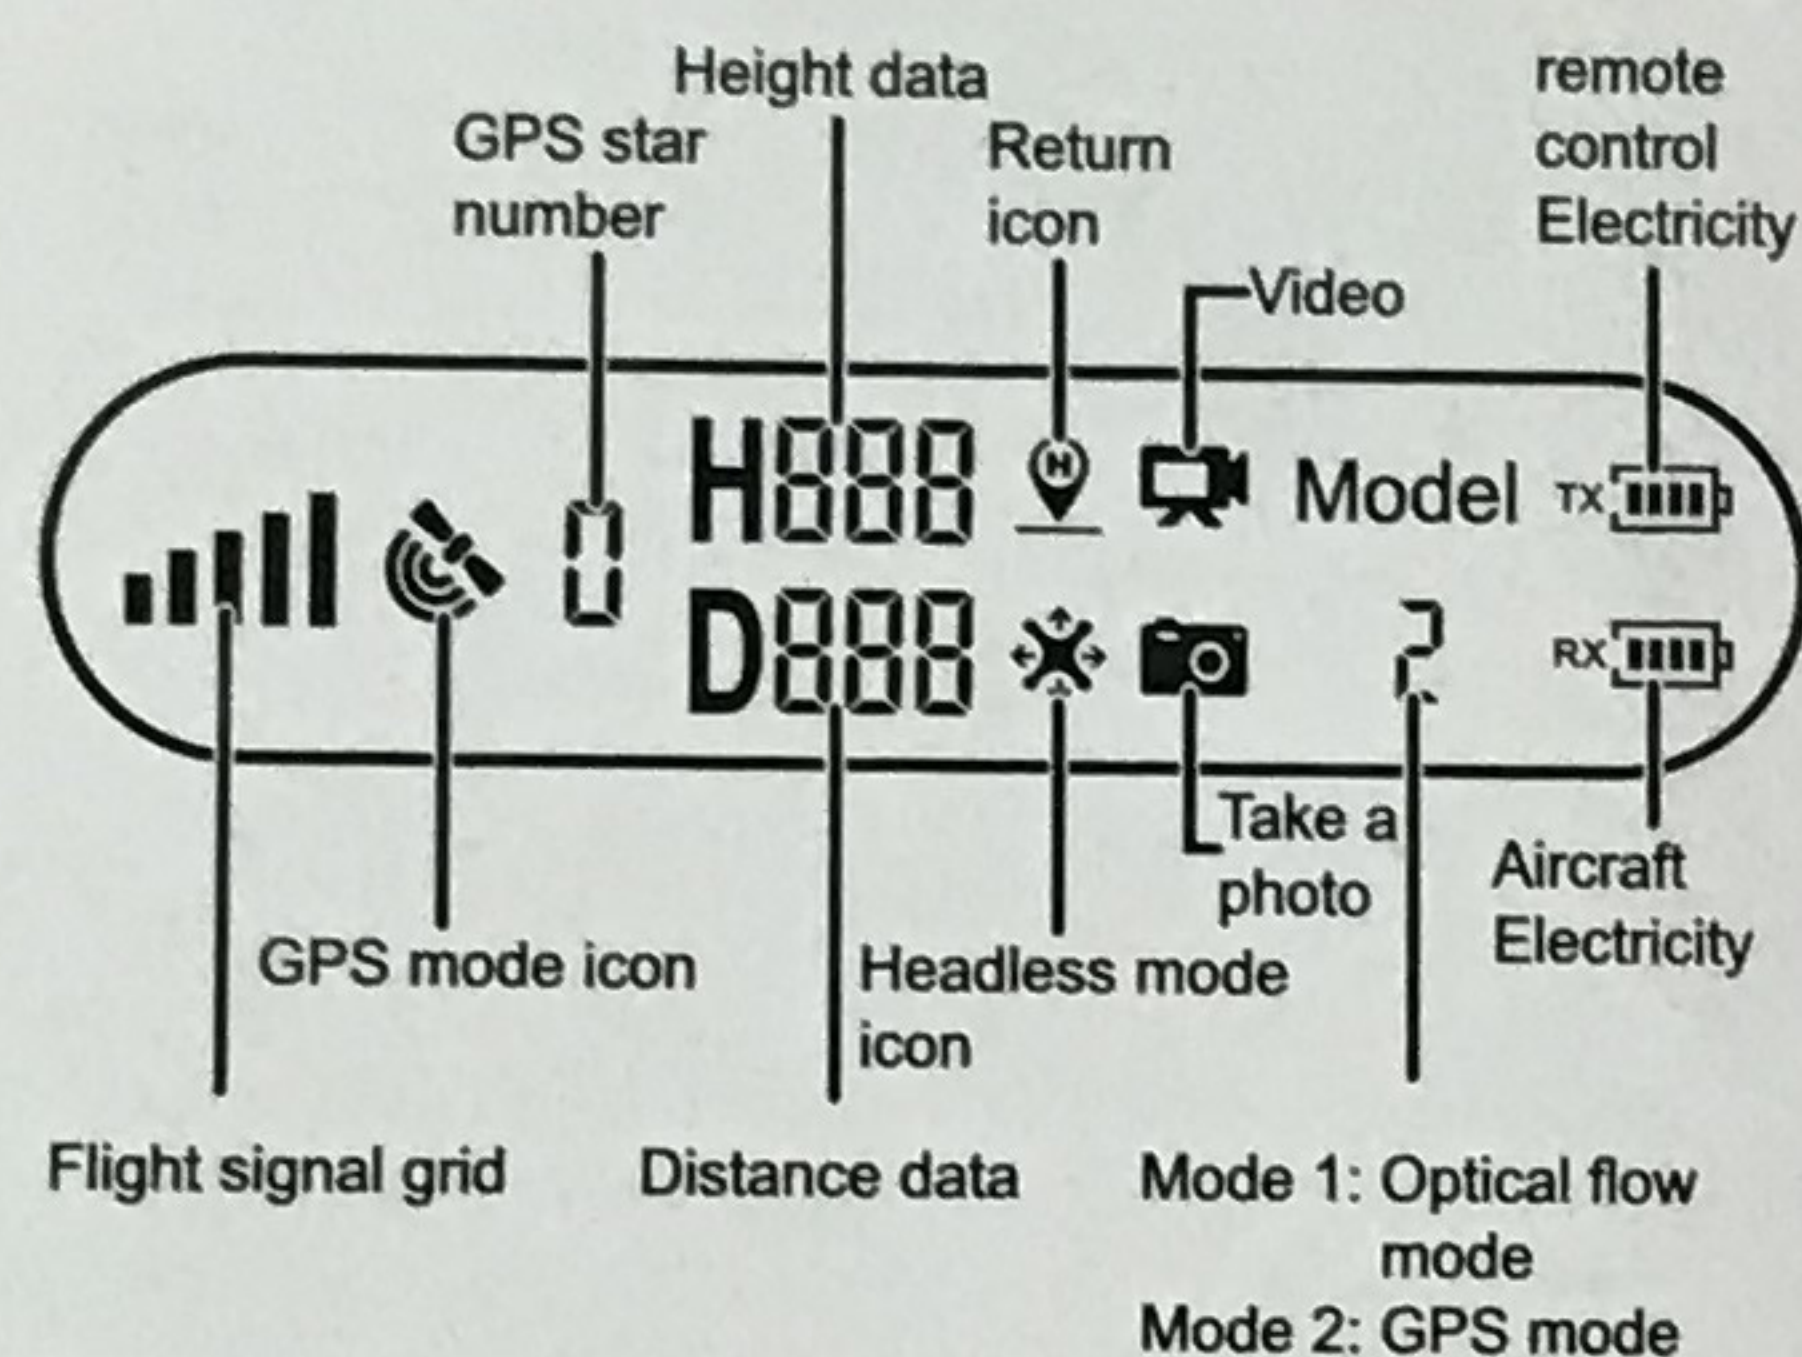 Height data
remote
control
Electricity
GPS star
number
Return
icon
Video
H888
Model
TX
0
D888
2
RX
Take a
photo
Aircraft
Electricity
GPS mode icon
Headless mode
icon
Flight signal grid
Distance data
Mode 1: Optical flow
mode
Mode 2: GPS mode